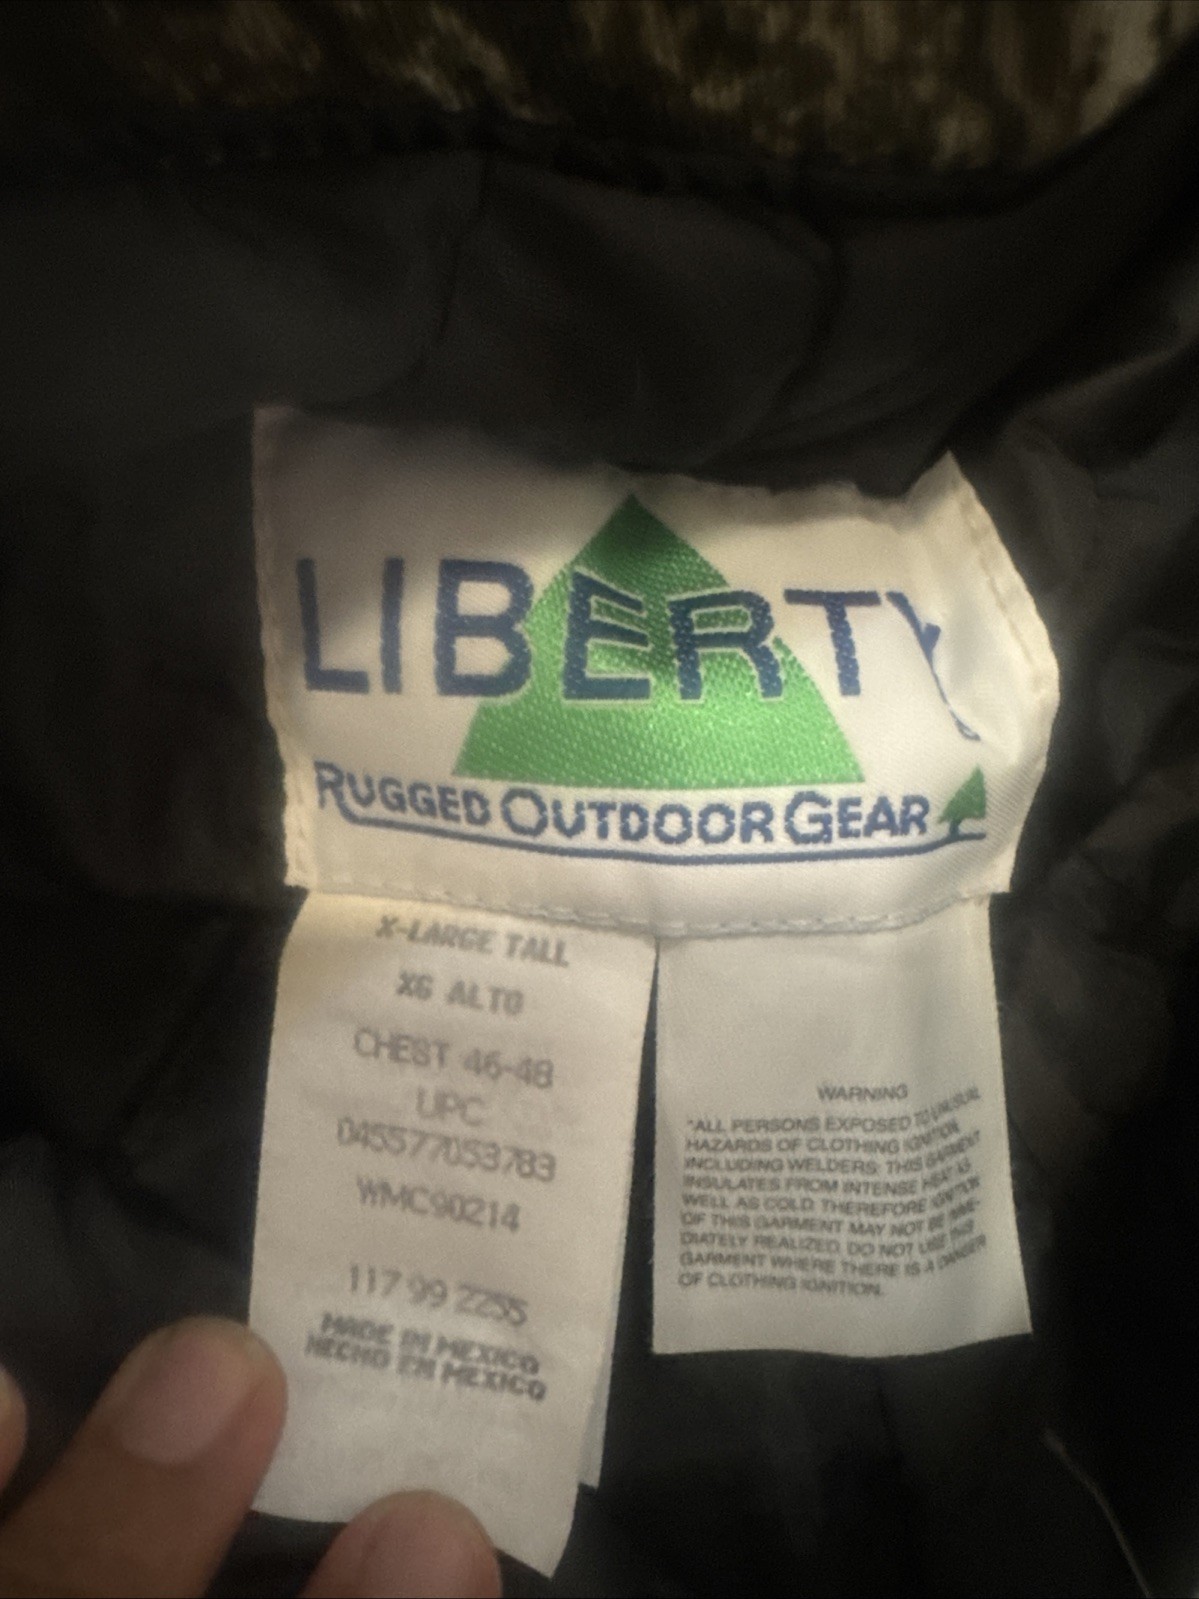 LIBERTY
RUGGED OUTDOOR GEAR
X-LARGE TALL
XG ALTO
CHEST 46-48
UPC
045577053783
WMC90214
117 99 2255
MADE IN MEXICO
HECHO EN MEXICO
WARNING
"ALL PERSONS EXPOSED TO UNUSUAL
HAZARDS OF CLOTHING IGNITION,
INCLUDING WELDERS: THIS GARMENT
INSULATES FROM INTENSE HEAT AS
WELL AS COLD. THEREFORE IGNITION
OF THIS GARMENT MAY NOT BE IMME-
DIATELY REALIZED. DO NOT USE THIS
GARMENT WHERE THERE IS A DANGER
OF CLOTHING IGNITION.